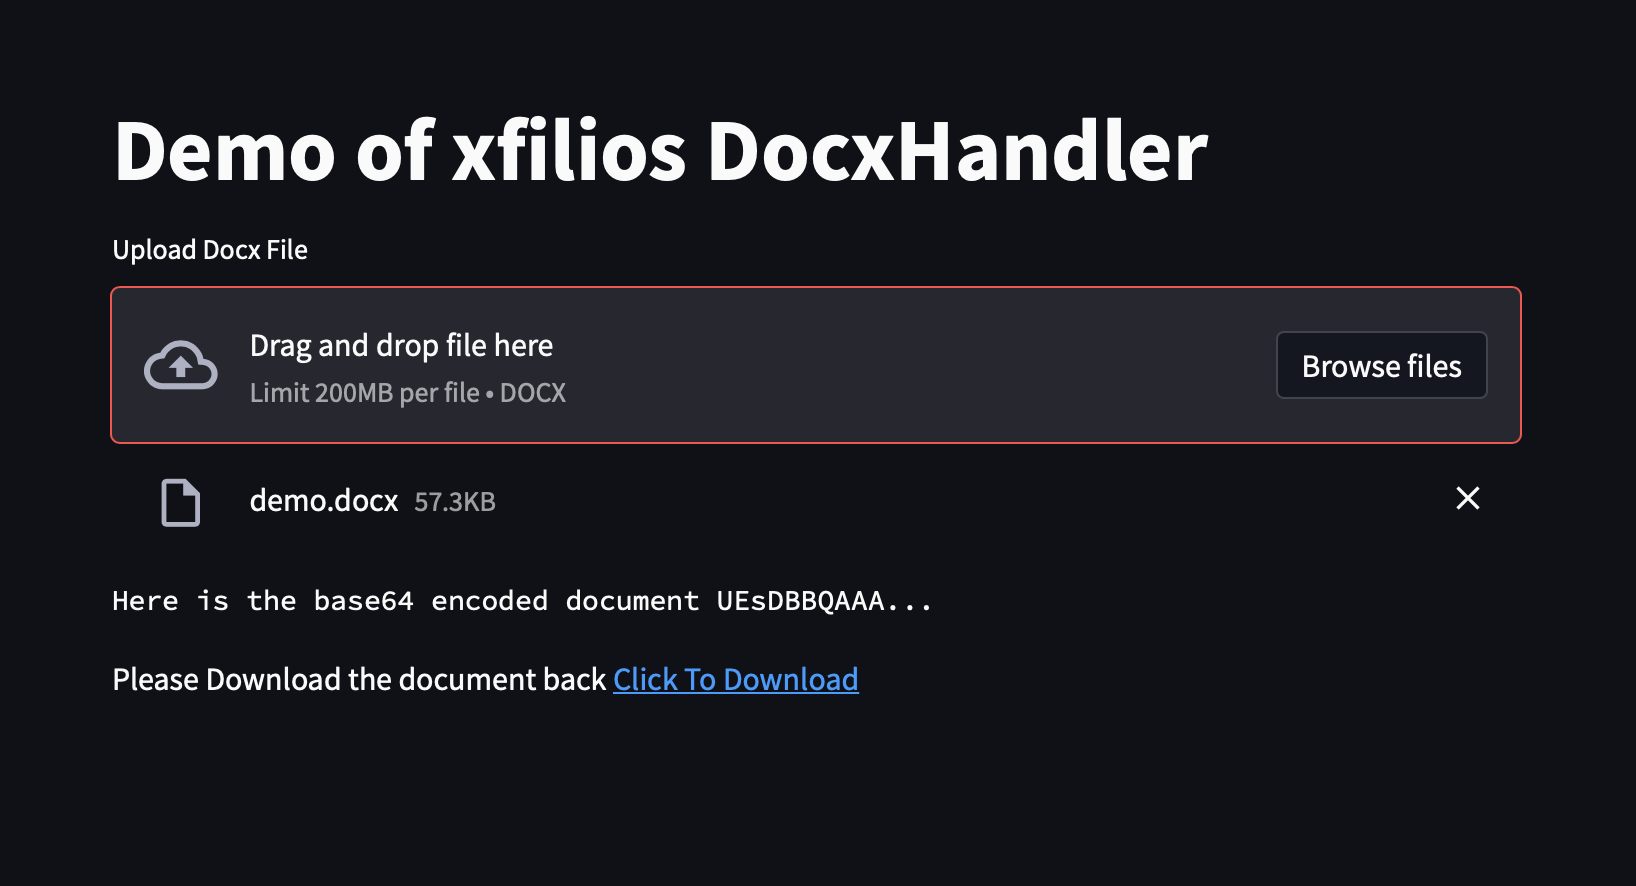 Demo of xfilios DocxHandler
Upload Docx File
Drag and drop file here
Limit 200MB per file • DOCX
Browse files
demo.docx 57.3KB
Here is the base64 encoded document UEsDBBQAAA...
Please Download the document back Click To Download